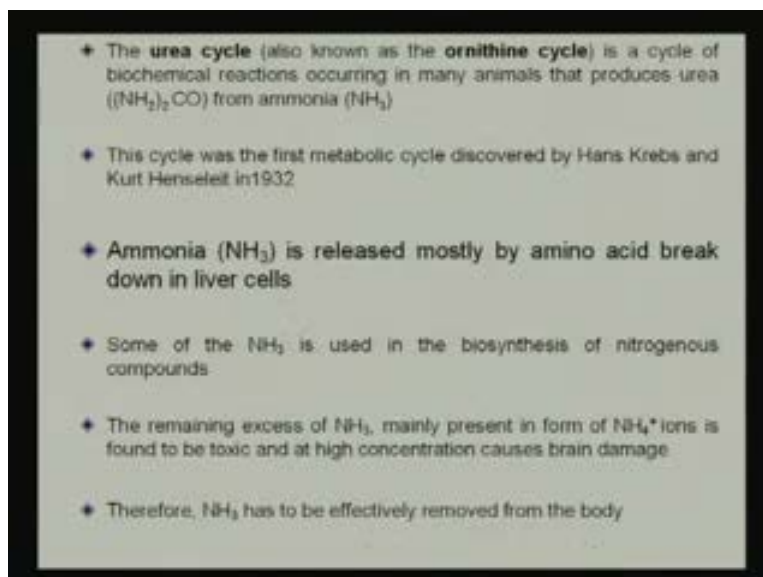 The urea cycle (also known as the ornithine cycle) is a cycle of
biochemical reactions occurring in many animals that produces urea
((NH₂)₂CO) from ammonia (NH₃)
This cycle was the first metabolic cycle discovered by Hans Krebs and
Kurt Henseleit in1932
Ammonia (NH₃) is released mostly by amino acid break
down in liver cells
Some of the NH₃ is used in the biosynthesis of nitrogenous
compounds
The remaining excess of NH₃, mainly present in form of NH₄⁺ ions is
found to be toxic and at high concentration causes brain damage
Therefore, NH₃ has to be effectively removed from the body